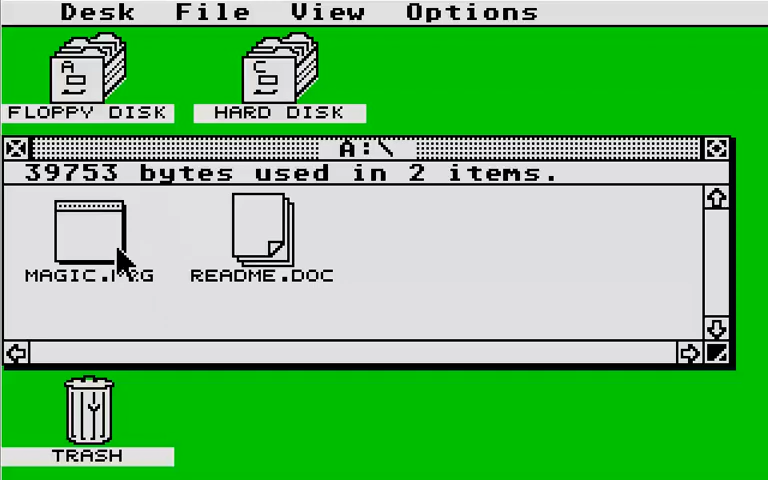 Desk File View Options
A C
FLOPPY DISK HARD DISK
A:\
39753 bytes used in 2 items.
README.DOC
TRASH